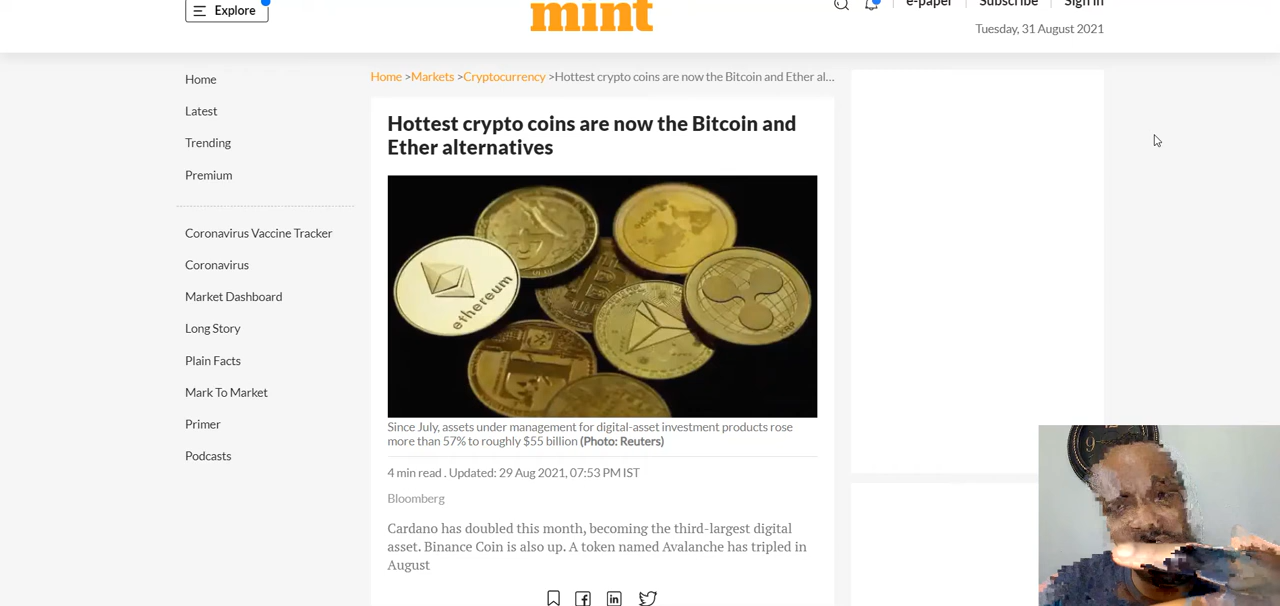 Explore
mint
e-paper
Subscribe
Sign in
Tuesday, 31 August 2021
Home
Latest
Trending
Premium
Coronavirus Vaccine Tracker
Coronavirus
Market Dashboard
Long Story
Plain Facts
Mark To Market
Primer
Podcasts
Home >Markets >Cryptocurrency >Hottest crypto coins are now the Bitcoin and Ether al...
Hottest crypto coins are now the Bitcoin and
Ether alternatives
ethereum
XRP
Since July, assets under management for digital-asset investment products rose
more than 57% to roughly $55 billion (Photo: Reuters)
4 min read . Updated: 29 Aug 2021, 07:53 PM IST
Bloomberg
Cardano has doubled this month, becoming the third-largest digital
asset. Binance Coin is also up. A token named Avalanche has tripled in
August
9